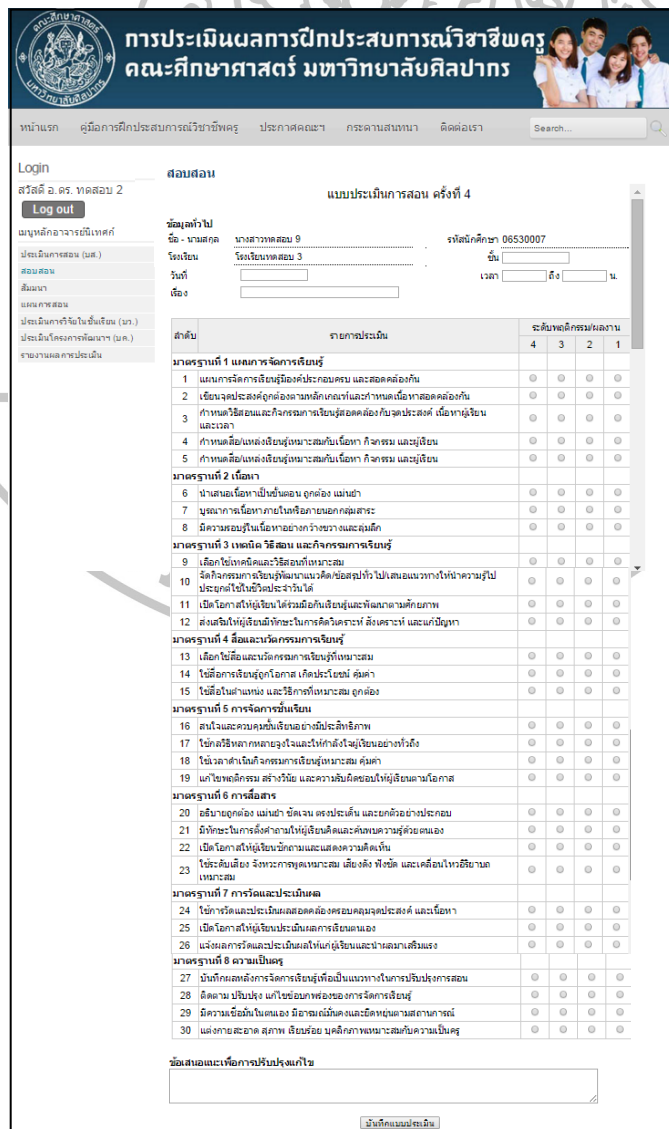 การประเมินผลการฝึกประสบการณ์วิชาชีพครู
คณะศึกษาศาสตร์ มหาวิทยาลัยศิลปากร
คณะศึกษาศาสตร์
มหาวิทยาลัยศิลปากร
หน้าแรก คู่มือการฝึกประสบการณ์วิชาชีพครู ประกาศคณะฯ กระดานสนทนา ติดต่อเรา Search...
Login
สวัสดี อ. ดร. ทดสอบ 2
Log out
เมนูหลักอาจารย์นิเทศก์
ประเมินการสอน (บส.)
สอบสอน
สัมมนา
แผนการสอน
ประเมินการวิจัยในชั้นเรียน (บว.)
ประเมินโครงการพัฒนาฯ (บค.)
รายงานผลการประเมิน
สอบสอน
แบบประเมินการสอน ครั้งที่ 4
ข้อมูลทั่วไป
ชื่อ - นามสกุล นางสาวทดสอบ 9 รหัสนักศึกษา 06530007
โรงเรียน โรงเรียนทดสอบ 3 ชั้น
วันที่ เวลา ถึง น.
เรื่อง
ลำดับ รายการประเมิน ระดับพฤติกรรม/ผลงาน
4 3 2 1
มาตรฐานที่ 1 แผนการจัดการเรียนรู้
1 แผนการจัดการเรียนรู้มีองค์ประกอบครบ และสอดคล้องกัน
2 เขียนจุดประสงค์ถูกต้องตามหลักเกณฑ์และกำหนดเนื้อหาสอดคล้องกัน
3 กำหนดวิธีสอนและกิจกรรมการเรียนรู้สอดคล้องกับจุดประสงค์ เนื้อหาผู้เรียน
และเวลา
4 กำหนดสื่อ/แหล่งเรียนรู้เหมาะสมกับเนื้อหา กิจกรรม และผู้เรียน
5 กำหนดสื่อ/แหล่งเรียนรู้เหมาะสมกับเนื้อหา กิจกรรม และผู้เรียน
มาตรฐานที่ 2 เนื้อหา
6 นำเสนอเนื้อหาเป็นขั้นตอน ถูกต้อง แม่นยำ
7 บูรณาการเนื้อหาภายในหรือภายนอกกลุ่มสาระ
8 มีความรอบรู้ในเนื้อหาอย่างกว้างขวางและลุ่มลึก
มาตรฐานที่ 3 เทคนิค วิธีสอน และกิจกรรมการเรียนรู้
9 เลือกใช้เทคนิคและวิธีสอนที่เหมาะสม
10 จัดกิจกรรมการเรียนรู้พัฒนาแนวคิด/ข้อสรุปทั่วไป/เสนอแนวทางให้นำความรู้ไป
ประยุกต์ใช้ในชีวิตประจำวันได้
11 เปิดโอกาสให้ผู้เรียนได้ร่วมมือกันเรียนรู้และพัฒนาตามศักยภาพ
12 ส่งเสริมให้ผู้เรียนมีทักษะในการคิดวิเคราะห์ สังเคราะห์ และแก้ปัญหา
มาตรฐานที่ 4 สื่อและนวัตกรรมการเรียนรู้
13 เลือกใช้สื่อและนวัตกรรมการเรียนรู้ที่เหมาะสม
14 ใช้สื่อการเรียนรู้ถูกโอกาส เกิดประโยชน์ คุ้มค่า
15 ใช้สื่อในตำแหน่ง และวิธีการที่เหมาะสม ถูกต้อง
มาตรฐานที่ 5 การจัดการชั้นเรียน
16 สนใจและควบคุมชั้นเรียนอย่างมีประสิทธิภาพ
17 ใช้กลวิธีหลากหลายจูงใจและให้กำลังใจผู้เรียนอย่างทั่วถึง
18 ใช้เวลาดำเนินกิจกรรมการเรียนรู้เหมาะสม คุ้มค่า
19 แก้ไขพฤติกรรม สร้างวินัย และความรับผิดชอบให้ผู้เรียนตามโอกาส
มาตรฐานที่ 6 การสื่อสาร
20 อธิบายถูกต้อง แม่นยำ ชัดเจน ตรงประเด็น และยกตัวอย่างประกอบ
21 มีทักษะในการตั้งคำถามให้ผู้เรียนคิดและค้นพบความรู้ด้วยตนเอง
22 เปิดโอกาสให้ผู้เรียนซักถามและแสดงความคิดเห็น
23 ใช้ระดับเสียง จังหวะการพูดเหมาะสม เสียงดัง ฟังชัด และเคลื่อนไหวอิริยาบถ
เหมาะสม
มาตรฐานที่ 7 การวัดและประเมินผล
24 ใช้การวัดและประเมินผลสอดคล้องครอบคลุมจุดประสงค์ และเนื้อหา
25 เปิดโอกาสให้ผู้เรียนประเมินผลการเรียนตนเอง
26 แจ้งผลการวัดและประเมินผลให้แก่ผู้เรียนและนำผลมาเสริมแรง
มาตรฐานที่ 8 ความเป็นครู
27 บันทึกผลหลังการจัดการเรียนรู้เพื่อเป็นแนวทางในการปรับปรุงการสอน
28 ติดตาม ปรับปรุง แก้ไขข้อบกพร่องของการจัดการเรียนรู้
29 มีความเชื่อมั่นในตนเอง มีอารมณ์มั่นคงและยืดหยุ่นตามสถานการณ์
30 แต่งกายสะอาด สุภาพ เรียบร้อย บุคลิกภาพเหมาะสมกับความเป็นครู
ข้อเสนอแนะเพื่อการปรับปรุงแก้ไข
บันทึกแบบประเมิน